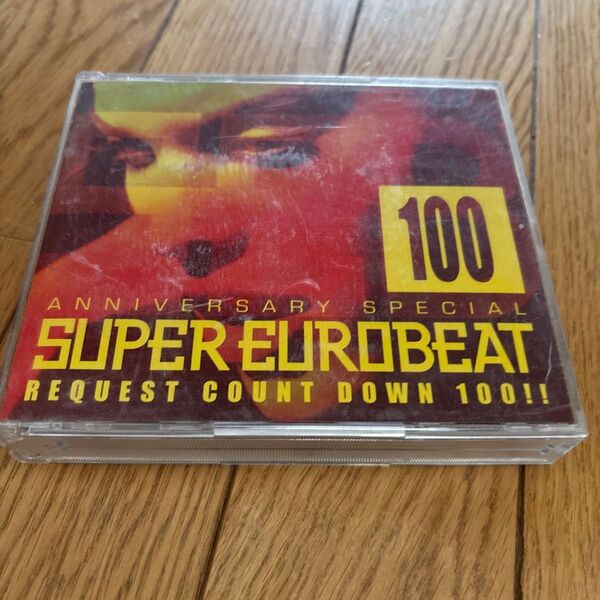 100
ANNIVERSARY SPECIAL
SUPER EUROBEAT
REQUEST COUNT DOWN 100!!